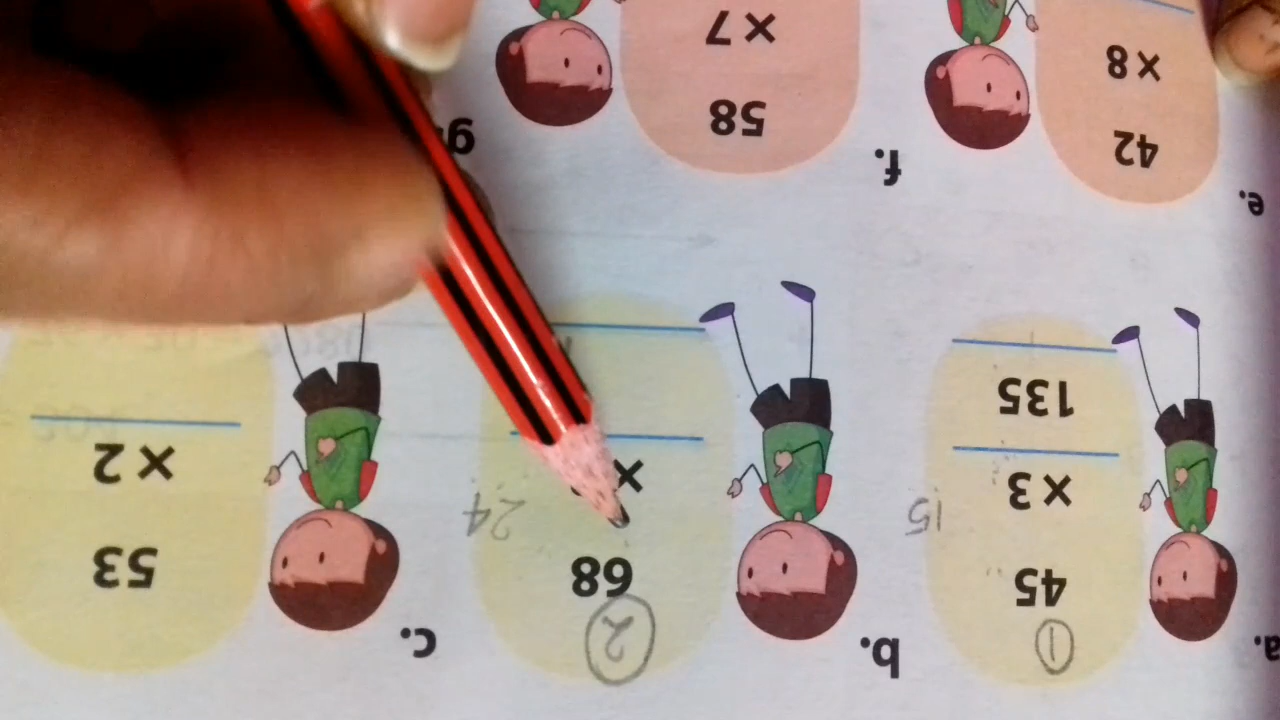 a.
1
45
15
× 3
135
b.
2
68
24
×
c.
53
× 2
e.
42
× 8
f.
58
× 7
g.